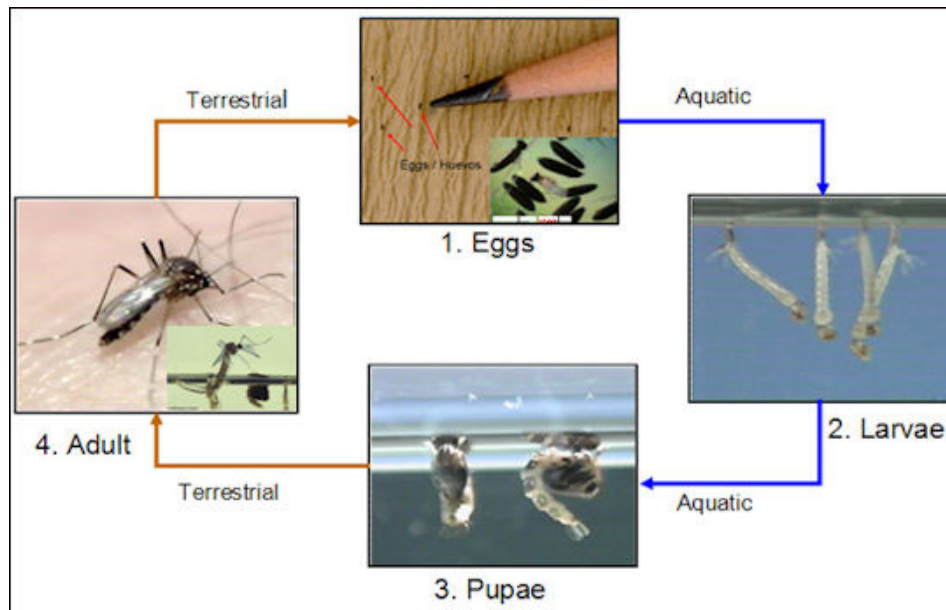 Terrestrial
Aquatic
Eggs / Huevos
1. Eggs
2. Larvae
4. Adult
Terrestrial
Aquatic
3. Pupae